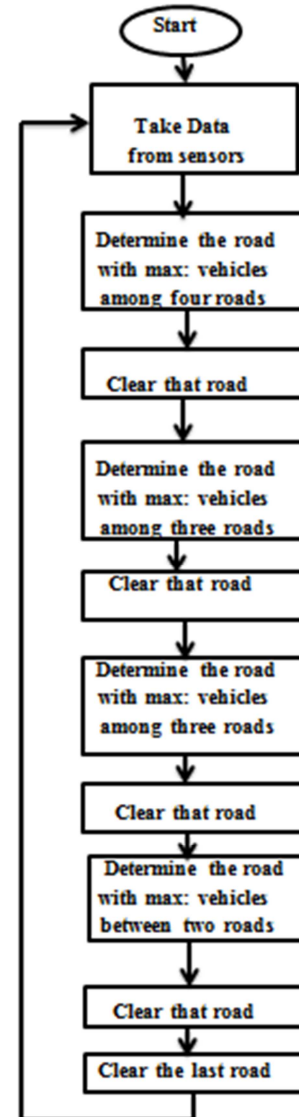 Start
Take Data
from sensors
Determine the road
with max: vehicles
among four roads
Clear that road
Determine the road
with max: vehicles
among three roads
Clear that road
Determine the road
with max: vehicles
among three roads
Clear that road
Determine the road
with max: vehicles
between two roads
Clear that road
Clear the last road